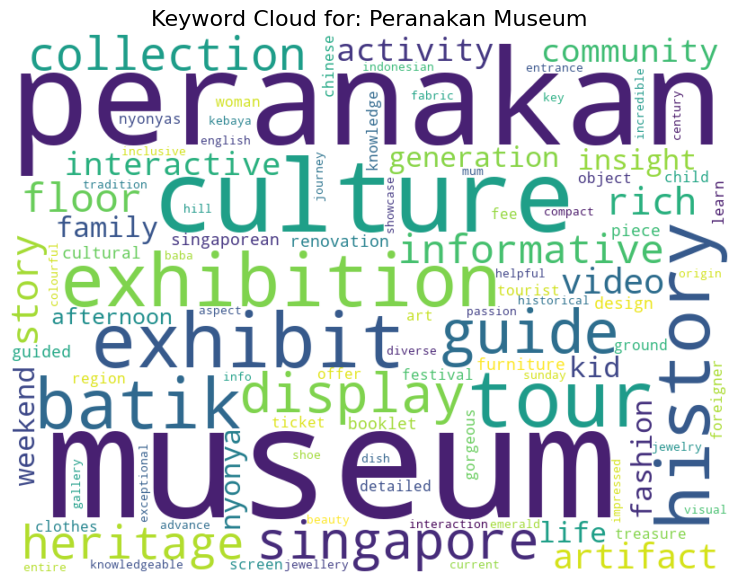 Keyword Cloud for: Peranakan Museum
collection
chinese
activity
community
indonesian
entrance
peranakan
woman
fabric
key
incredible
century
nyonyas
kebaya
english
knowledge
inclusive
interactive
tradition
culture
journey
showcase
mum
generation
insight
object
child
learn
floor
hill
fee
compact
rich
family
singaporean
renovation
informative
piece
story
colourful
cultural
baba
exhibition
helpful
tourist
video
origin
historical
design
afternoon
aspect
art
passion
guided
exhibit
diverse
guide
ground
history
region
info
offer
festival
furniture
sunday
kid
foreigner
weekend
batik
display
tour
ticket
booklet
gorgeous
fashion
nyonya
museum
shoe
dish
detailed
jewelry
gallery
exceptional
impressed
visual
clothes
advance
beauty
interaction
emerald
life
treasure
heritage
singapore
artifact
entire
knowledgeable
screen
jewellery
current